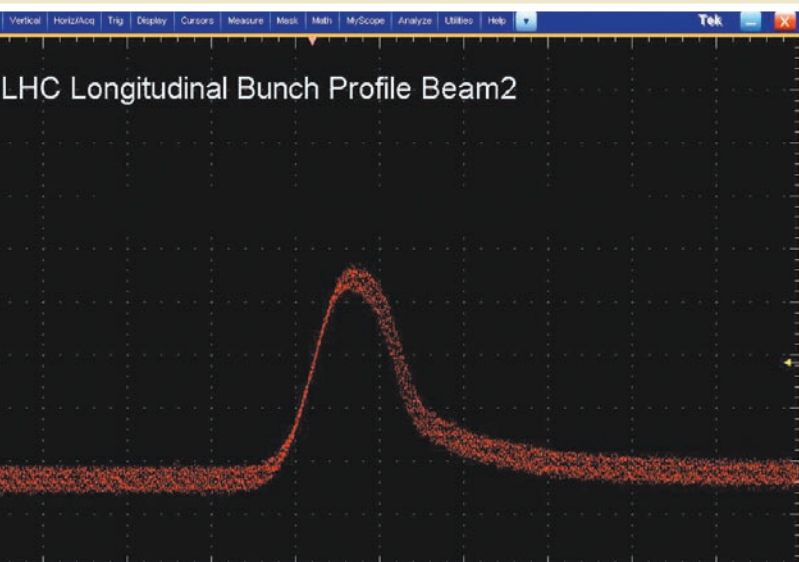 Vertical Horiz/Acq Trig Display Cursors Measure Mask Math MyScope Analyze Utilities Help Tek
LHC Longitudinal Bunch Profile Beam2